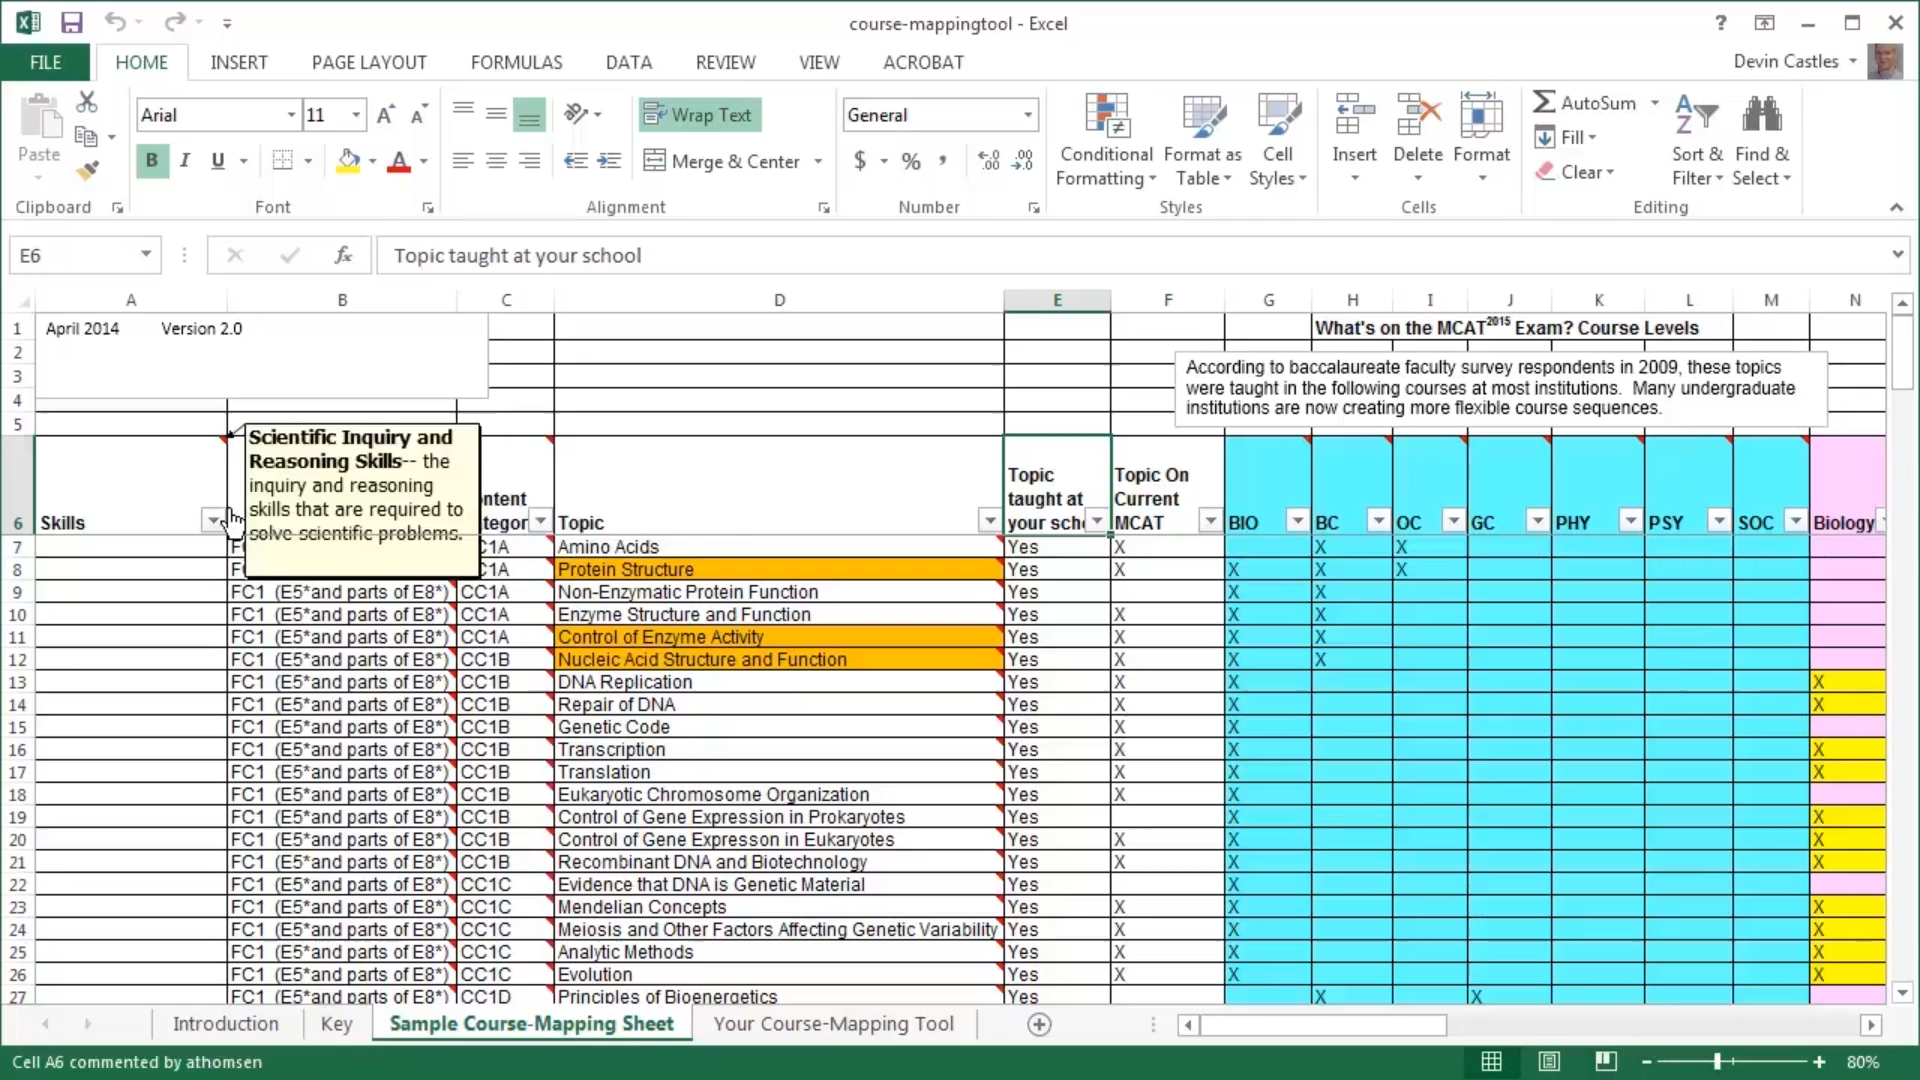 course-mappingtool - Excel
?
FILE HOME INSERT PAGE LAYOUT FORMULAS DATA REVIEW VIEW ACROBAT Devin Castles
Paste
Arial 11
B I U A
Wrap Text
Merge & Center
General
$ % ,
Conditional Formatting
Format as Table
Cell Styles
Insert Delete Format
AutoSum
Fill
Clear
Sort & Filter
Find & Select
Clipboard Font Alignment Number Styles Cells Editing
E6 fx Topic taught at your school
A B C D E F G H I J K L M N
1 April 2014 Version 2.0 What's on the MCAT2015 Exam? Course Levels
2
3
4
5
According to baccalaureate faculty survey respondents in 2009, these topics
were taught in the following courses at most institutions. Many undergraduate
institutions are now creating more flexible course sequences.
Scientific Inquiry and
Reasoning Skills-- the
inquiry and reasoning
skills that are required to
solve scientific problems.
6 Skills ntent tegor Topic Topic taught at your sch Topic On Current MCAT BIO BC OC GC PHY PSY SOC Biology
7 C1A Amino Acids Yes X X X
8 C1A Protein Structure Yes X X X X
9 FC1 (E5*and parts of E8*) CC1A Non-Enzymatic Protein Function Yes X X
10 FC1 (E5*and parts of E8*) CC1A Enzyme Structure and Function Yes X X X
11 FC1 (E5*and parts of E8*) CC1A Control of Enzyme Activity Yes X X X
12 FC1 (E5*and parts of E8*) CC1B Nucleic Acid Structure and Function Yes X X X
13 FC1 (E5*and parts of E8*) CC1B DNA Replication Yes X X X
14 FC1 (E5*and parts of E8*) CC1B Repair of DNA Yes X X X
15 FC1 (E5*and parts of E8*) CC1B Genetic Code Yes X X
16 FC1 (E5*and parts of E8*) CC1B Transcription Yes X X X
17 FC1 (E5*and parts of E8*) CC1B Translation Yes X X X
18 FC1 (E5*and parts of E8*) CC1B Eukaryotic Chromosome Organization Yes X X
19 FC1 (E5*and parts of E8*) CC1B Control of Gene Expression in Prokaryotes Yes X X
20 FC1 (E5*and parts of E8*) CC1B Control of Gene Expresson in Eukaryotes Yes X X X
21 FC1 (E5*and parts of E8*) CC1B Recombinant DNA and Biotechnology Yes X X X
22 FC1 (E5*and parts of E8*) CC1C Evidence that DNA is Genetic Material Yes X
23 FC1 (E5*and parts of E8*) CC1C Mendelian Concepts Yes X X X
24 FC1 (E5*and parts of E8*) CC1C Meiosis and Other Factors Affecting Genetic Variability Yes X X X
25 FC1 (E5*and parts of E8*) CC1C Analytic Methods Yes X X X
26 FC1 (E5*and parts of E8*) CC1C Evolution Yes X X X
27 FC1 (E5*and parts of E8*) CC1D Principles of Bioenergetics Yes X X
Introduction Key Sample Course-Mapping Sheet Your Course-Mapping Tool
Cell A6 commented by athomsen 80%